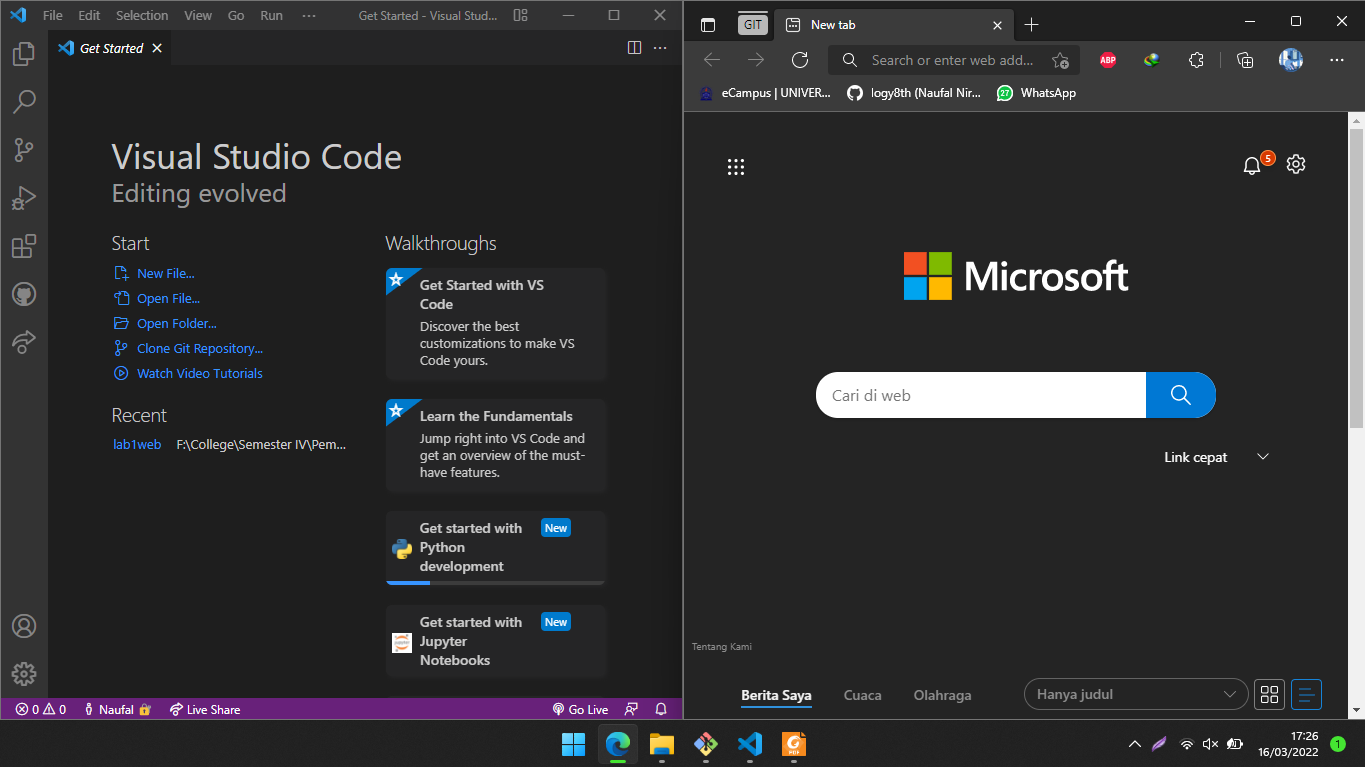 File Edit Selection View Go Run ··· Get Started - Visual Stud...
Get Started
Visual Studio Code
Editing evolved
Start
New File...
Open File...
Open Folder...
Clone Git Repository...
Watch Video Tutorials
Recent
lab1web F:\College\Semester IV\Pem...
Walkthroughs
Get Started with VS
Code
Discover the best
customizations to make VS
Code yours.
Learn the Fundamentals
Jump right into VS Code and
get an overview of the must-
have features.
Get started with New
Python
development
Get started with New
Jupyter
Notebooks
0 0 Naufal Live Share Go Live
GIT New tab
Search or enter web add... ABP
eCampus | UNIVER... logy8th (Naufal Nir... 27 WhatsApp
5
Microsoft
Cari di web
Link cepat
Tentang Kami
Berita Saya Cuaca Olahraga Hanya judul
PDF
17:26
16/03/2022
1